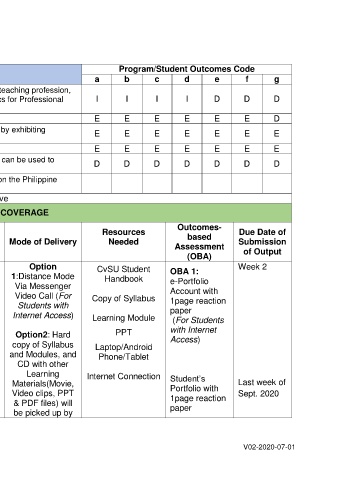 Program/Student Outcomes Code
a b c d e f g
teaching profession,
cs for Professional
I I I I D D D
E E E E E E D
by exhibiting
E E E E E E E
E E E E E E E
can be used to
D D D D D D D
on the Philippine
ve
COVERAGE
Mode of Delivery
Resources
Needed
Outcomes-
based
Assessment
(OBA)
Due Date of
Submission
of Output
Option
1:Distance Mode
Via Messenger
Video Call (For
Students with
Internet Access)
Option2: Hard
copy of Syllabus
and Modules, and
CD with other
Learning
Materials(Movie,
Video clips, PPT
& PDF files) will
be picked up by
CvSU Student
Handbook
Copy of Syllabus
Learning Module
PPT
Laptop/Android
Phone/Tablet
Internet Connection
OBA 1:
e-Portfolio
Account with
1page reaction
paper
(For Students
with Internet
Access)
Student's
Portfolio with
1page reaction
paper
Week 2
Last week of
Sept. 2020
V02-2020-07-01